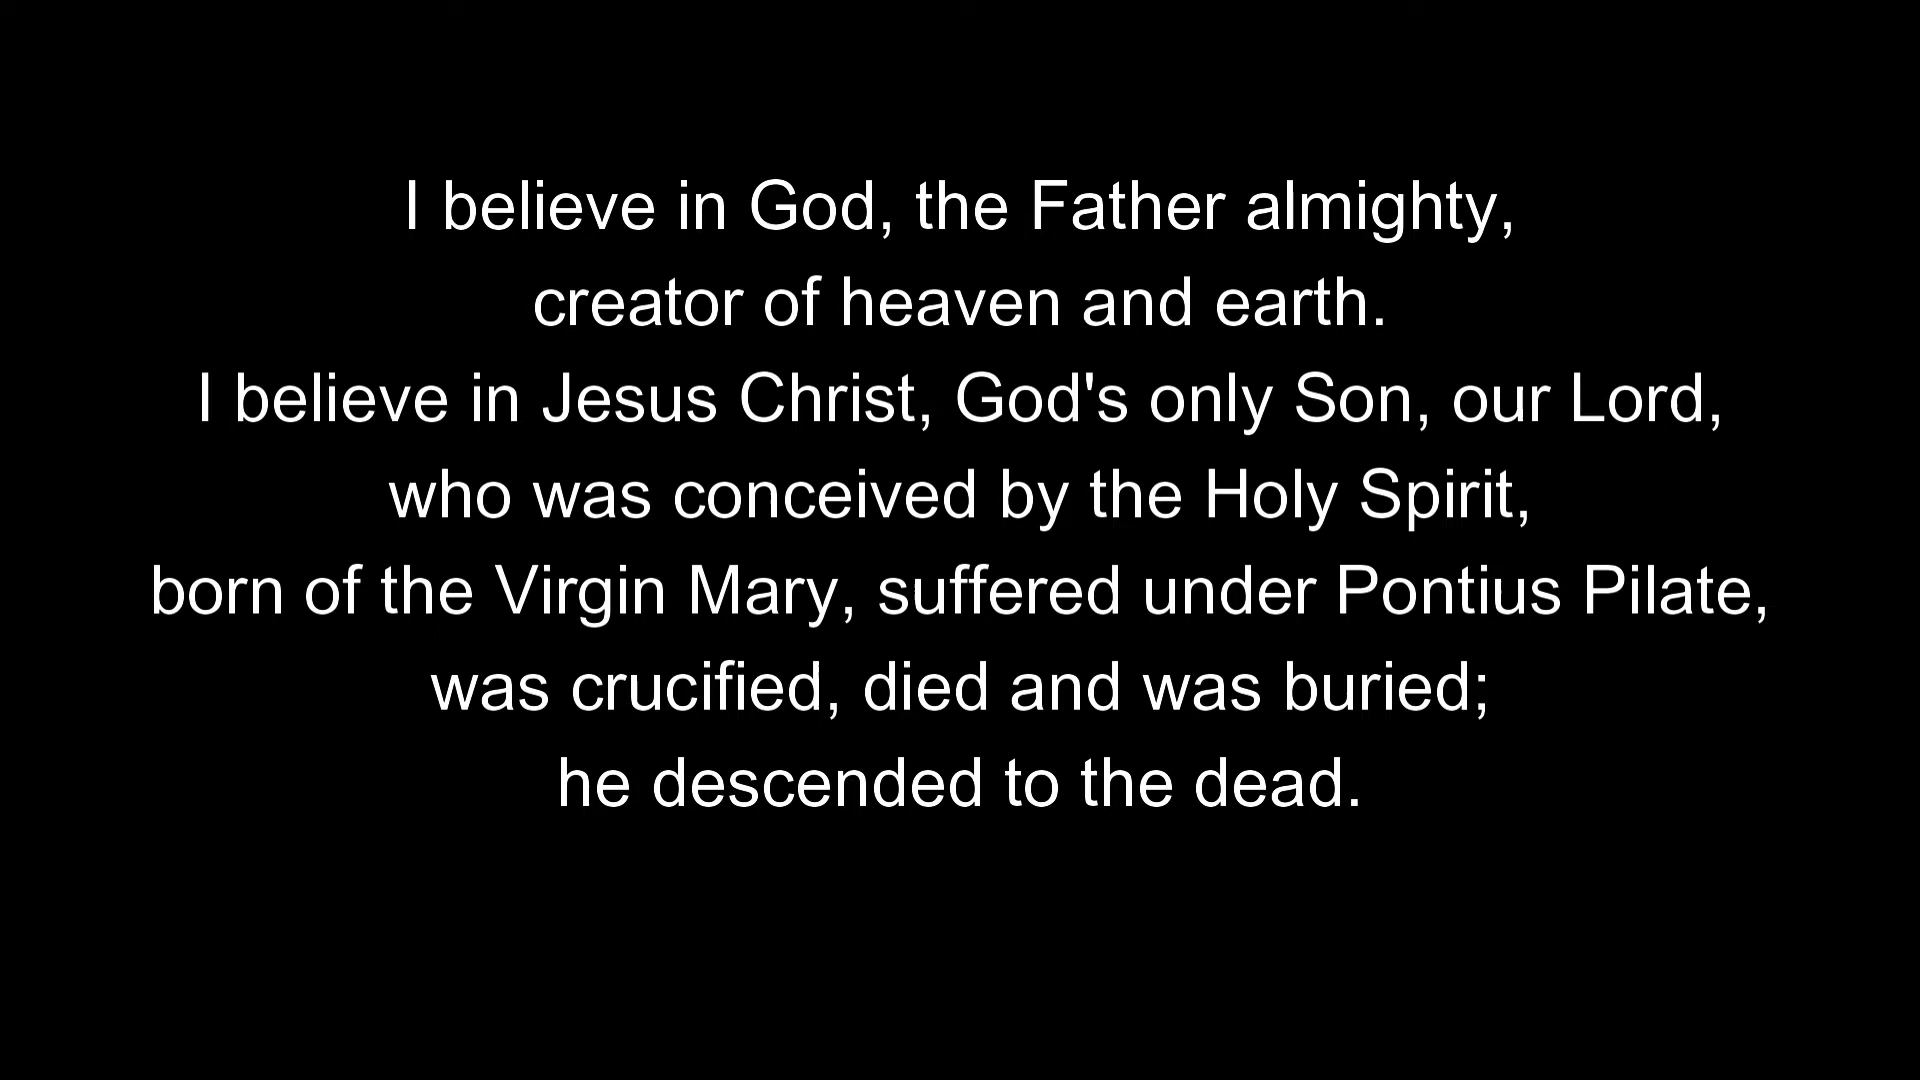 I believe in God, the Father almighty,
creator of heaven and earth.
I believe in Jesus Christ, God's only Son, our Lord,
who was conceived by the Holy Spirit,
born of the Virgin Mary, suffered under Pontius Pilate,
was crucified, died and was buried;
he descended to the dead.